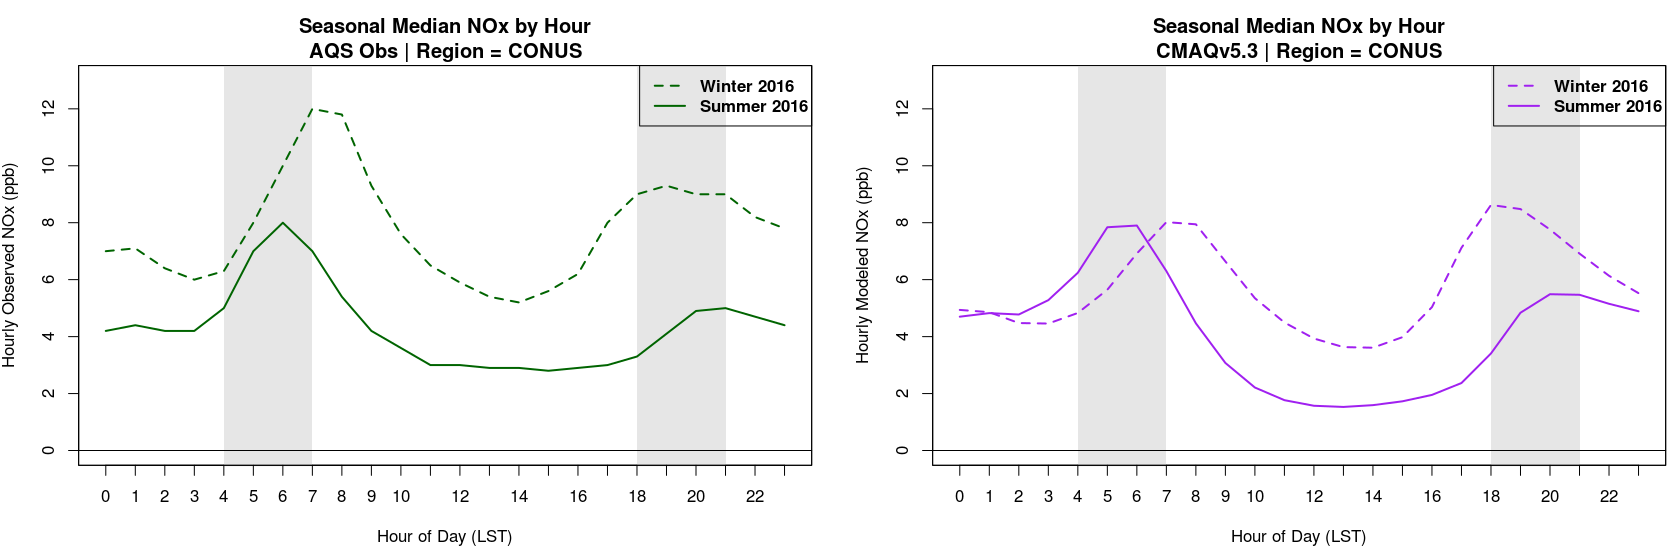 Seasonal Median NOx by Hour
AQS Obs | Region = CONUS
Winter 2016
Summer 2016
Hourly Observed NOx (ppb)
12
10
8
6
4
2
0
0 1 2 3 4 5 6 7 8 9 10 12 14 16 18 20 22
Hour of Day (LST)
Seasonal Median NOx by Hour
CMAQv5.3 | Region = CONUS
Winter 2016
Summer 2016
Hourly Modeled NOx (ppb)
12
10
8
6
4
2
0
0 1 2 3 4 5 6 7 8 9 10 12 14 16 18 20 22
Hour of Day (LST)